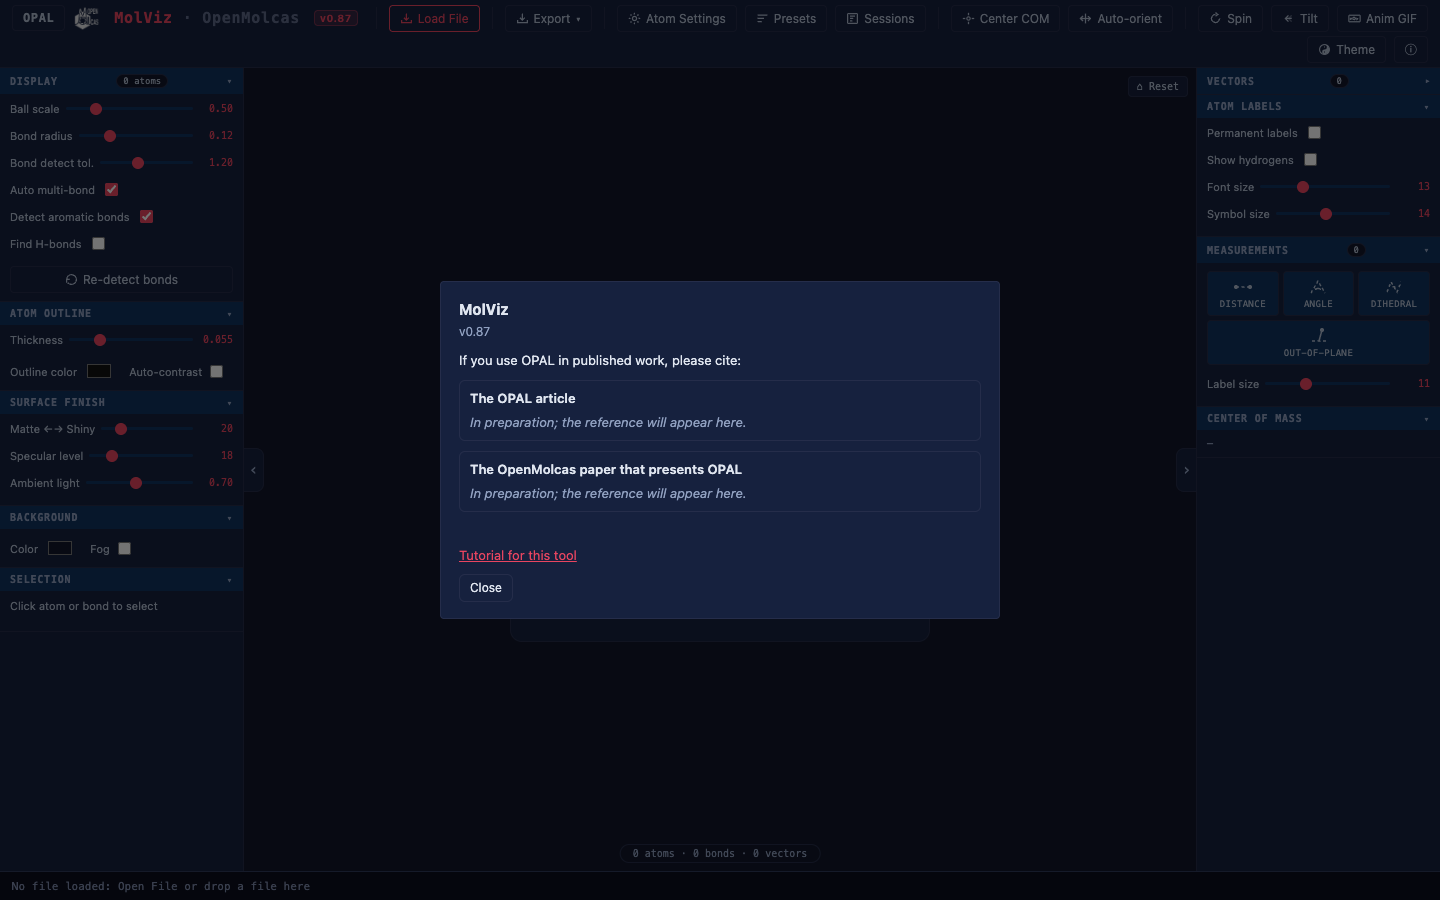 OPAL MolViz · OpenMolcas v0.87 Load File Export Atom Settings Presets Sessions Center COM Auto-orient Spin Tilt Anim GIF
Theme
DISPLAY 0 atoms
Ball scale 0.50
Bond radius 0.12
Bond detect tol. 1.20
Auto multi-bond
Detect aromatic bonds
Find H-bonds
Re-detect bonds
ATOM OUTLINE
Thickness 0.055
Outline color Auto-contrast
SURFACE FINISH
Matte ↔ Shiny 20
Specular level 18
Ambient light 0.70
BACKGROUND
Color Fog
SELECTION
Click atom or bond to select
Reset
MolViz
v0.87
If you use OPAL in published work, please cite:
The OPAL article
In preparation; the reference will appear here.
The OpenMolcas paper that presents OPAL
In preparation; the reference will appear here.
Tutorial for this tool
Close
0 atoms · 0 bonds · 0 vectors
VECTORS 0
ATOM LABELS
Permanent labels
Show hydrogens
Font size 13
Symbol size 14
MEASUREMENTS 0
DISTANCE ANGLE DIHEDRAL
OUT-OF-PLANE
Label size 11
CENTER OF MASS
—
No file loaded: Open File or drop a file here